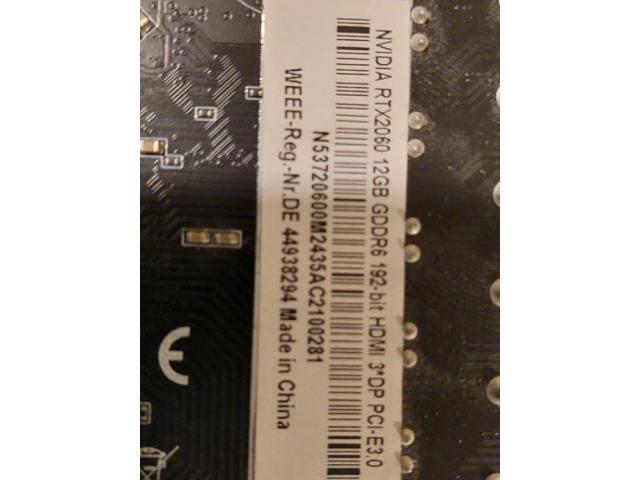 NVIDIA RTX2060 12GB GDDR6 192-bit HDMI 3*DP PCI-E3.0
N53720600M2435AC2100281
WEEE-Reg.-Nr.DE 44938294 Made in China
CE